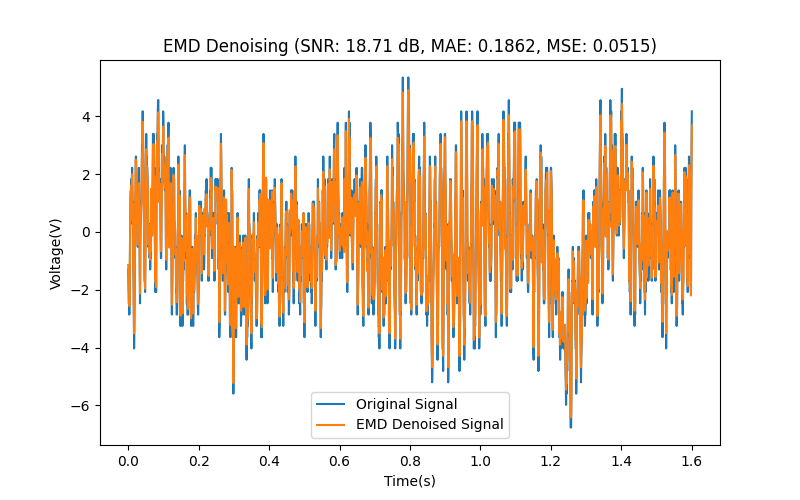 EMD Denoising (SNR: 18.71 dB, MAE: 0.1862, MSE: 0.0515)
4
2
0
−2
−4
−6
Voltage(V)
Original Signal
EMD Denoised Signal
0.0 0.2 0.4 0.6 0.8 1.0 1.2 1.4 1.6
Time(s)